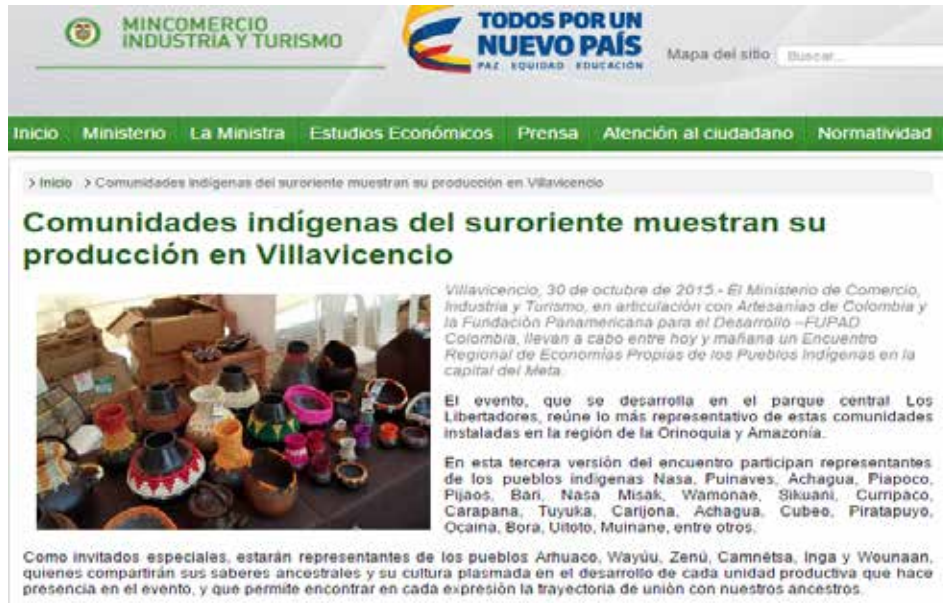 MINCOMERCIO
INDUSTRIA Y TURISMO
TODOS POR UN
NUEVO PAÍS
PAZ EQUIDAD EDUCACIÓN
Mapa del sitio Buscar...
Inicio Ministerio La Ministra Estudios Económicos Prensa Atención al ciudadano Normatividad
> Inicio > Comunidades indígenas del suroriente muestran su producción en Villavicencio
Comunidades indígenas del suroriente muestran su
producción en Villavicencio
Villavicencio, 30 de octubre de 2015.- El Ministerio de Comercio,
Industria y Turismo, en articulación con Artesanías de Colombia y
la Fundación Panamericana para el Desarrollo –FUPAD
Colombia, llevan a cabo entre hoy y mañana un Encuentro
Regional de Economías Propias de los Pueblos Indígenas en la
capital del Meta.
El evento, que se desarrolla en el parque central Los
Libertadores, reúne lo más representativo de estas comunidades
instaladas en la región de la Orinoquia y Amazonía.
En esta tercera versión del encuentro participan representantes
de los pueblos indígenas Nasa, Puinaves, Achagua, Piapoco,
Pijaos, Bari, Nasa Misak, Wamonae, Sikuani, Curripaco,
Carapana, Tuyuka, Carijona, Achagua, Cubeo, Piratapuyo,
Ocaina, Bora, Uitoto, Muinane, entre otros.
Como invitados especiales, estarán representantes de los pueblos Arhuaco, Wayúu, Zenú, Camnëtsa, Inga y Wounaan,
quienes compartirán sus saberes ancestrales y su cultura plasmada en el desarrollo de cada unidad productiva que hace
presencia en el evento, y que permite encontrar en cada expresión la trayectoria de unión con nuestros ancestros.